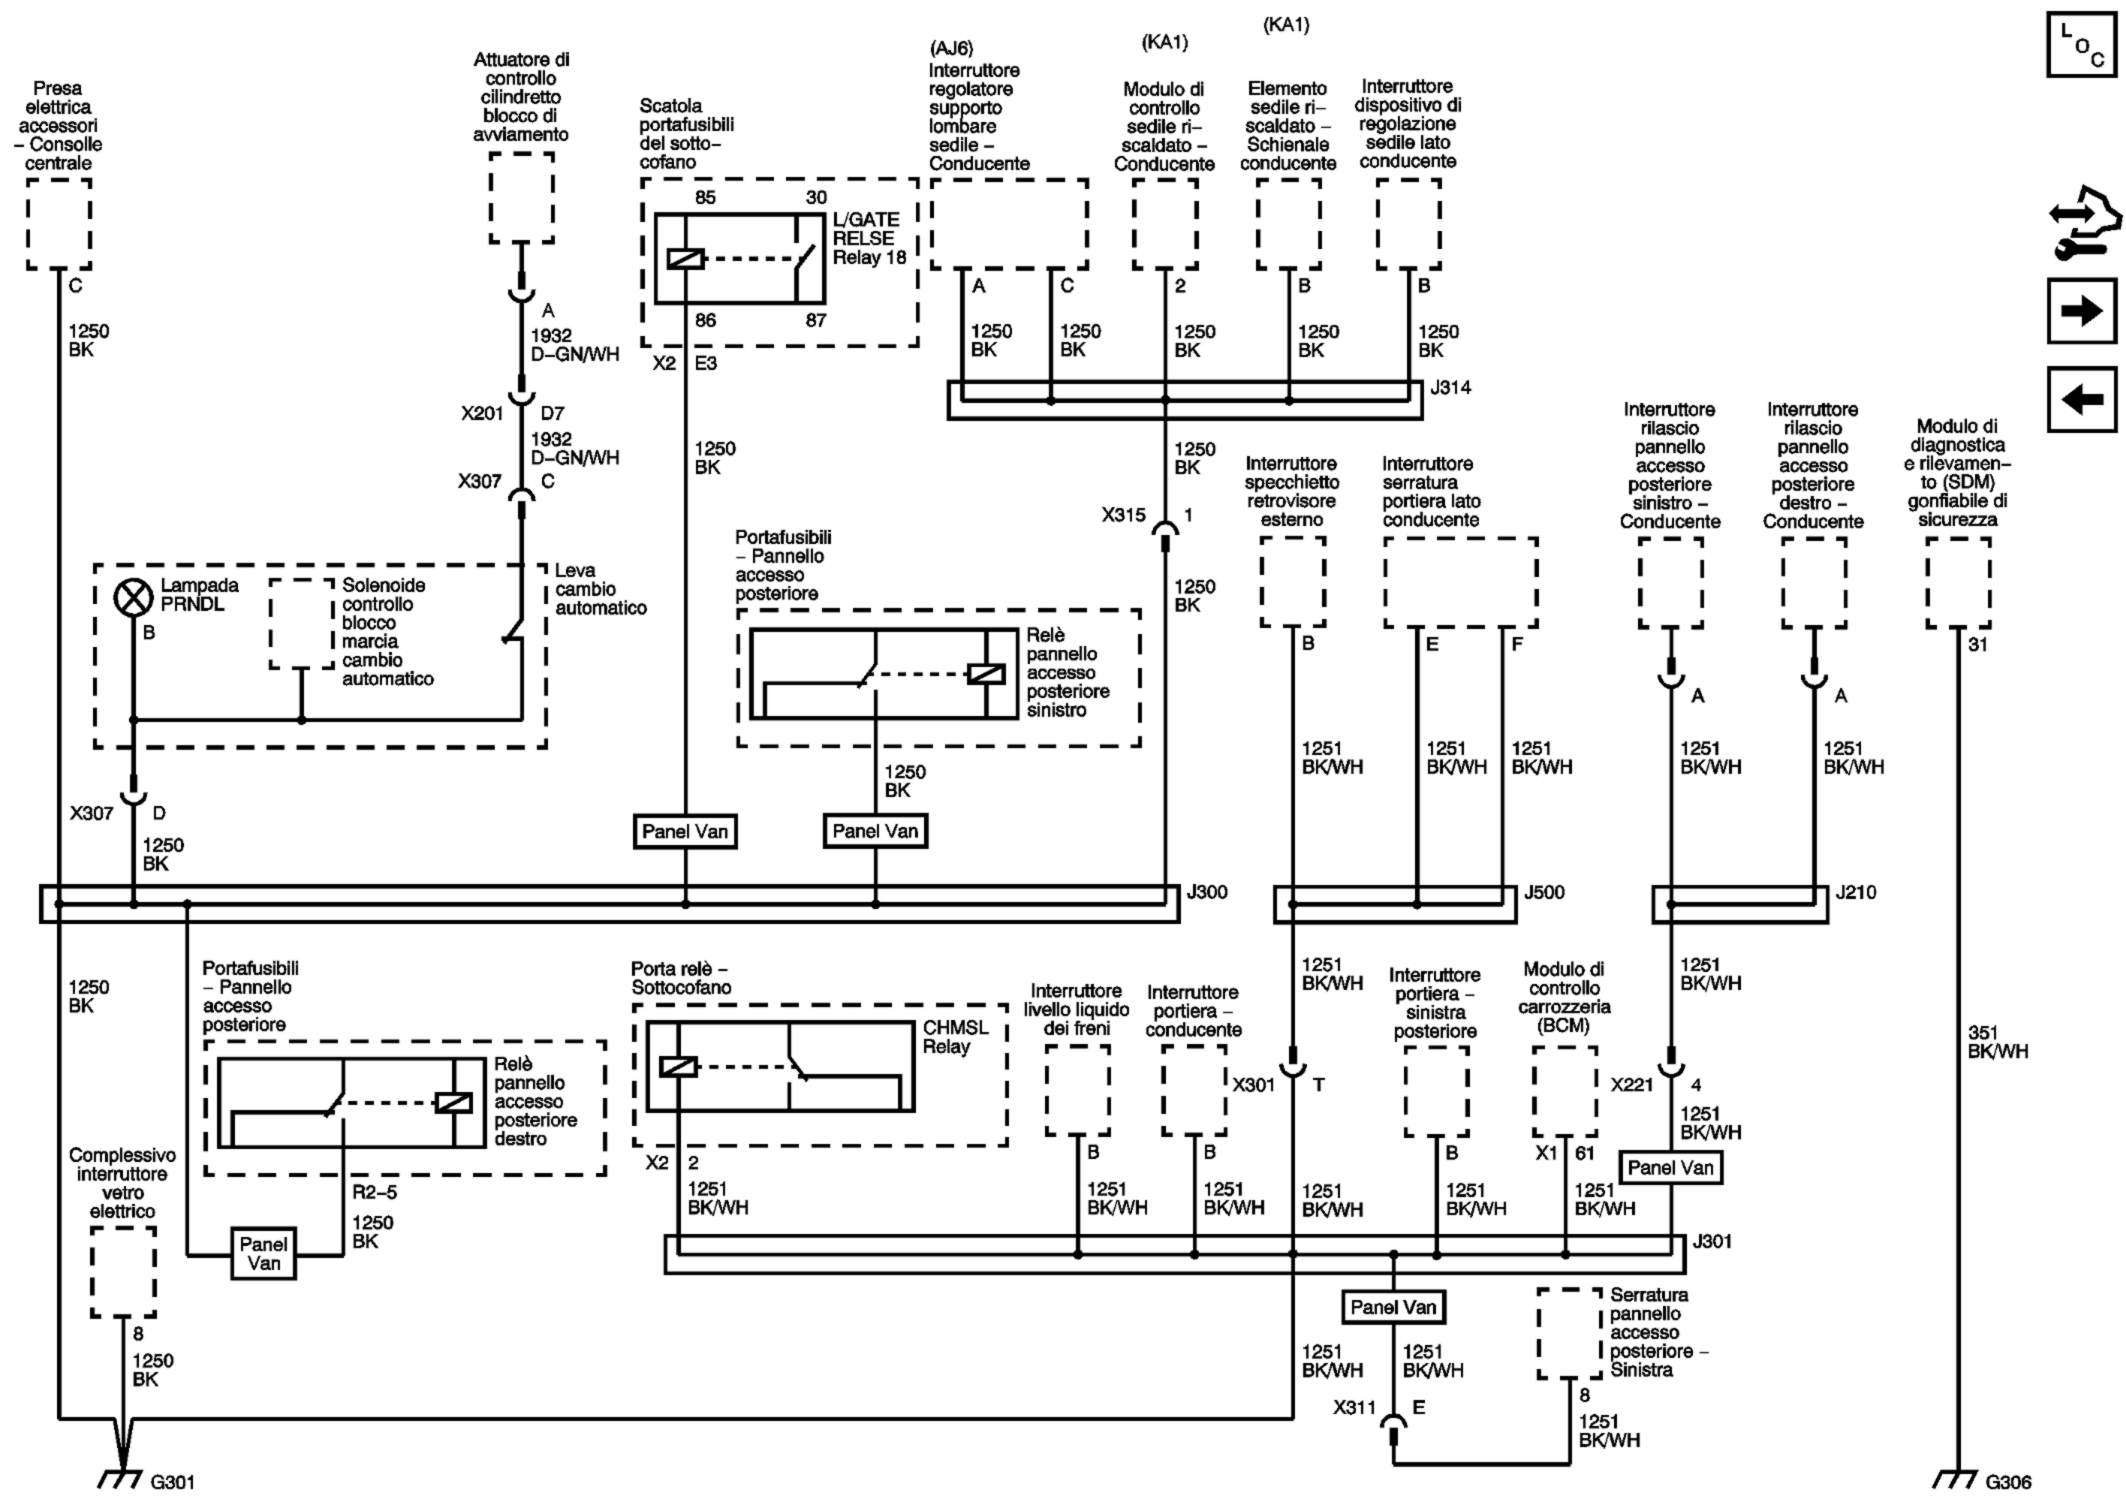 (KA1)
(KA1)
(AJ6)
L
O
C
Presa
elettrica
accessori
– Consolle
centrale
Attuatore di
controllo
cilindretto
blocco di
avviamento
Scatola
portafusibili
del sotto–
cofano
Interruttore
regolatore
supporto
lombare
sedile –
Conducente
Modulo di
controllo
sedile ri–
scaldato –
Conducente
Elemento
sedile ri–
scaldato –
Schienale
conducente
Interruttore
dispositivo di
regolazione
sedile lato
conducente
85
30
L/GATE
RELSE
Relay 18
86
87
X2
E3
C
1250
BK
A
1932
D–GN/WH
X201
D7
1932
D–GN/WH
X307
C
A
1250
BK
C
1250
BK
2
1250
BK
B
1250
BK
B
1250
BK
J314
1250
BK
1250
BK
X315
1
1250
BK
Interruttore
specchietto
retrovisore
esterno
Interruttore
serratura
portiera lato
conducente
Interruttore
rilascio
pannello
accesso
posteriore
sinistro –
Conducente
Interruttore
rilascio
pannello
accesso
posteriore
destro –
Conducente
Modulo di
diagnostica
e rilevamen–
to (SDM)
gonfiabile di
sicurezza
Lampada
PRNDL
B
Solenoide
controllo
blocco
marcia
cambio
automatico
Leva
cambio
automatico
Portafusibili
– Pannello
accesso
posteriore
Relè
pannello
accesso
posteriore
sinistro
B
E
F
A
A
31
1251
BK/WH
1251
BK/WH
1251
BK/WH
1251
BK/WH
1251
BK/WH
1250
BK
X307
D
1250
BK
Panel Van
Panel Van
J300
J500
J210
1250
BK
Portafusibili
– Pannello
accesso
posteriore
Relè
pannello
accesso
posteriore
destro
R2–5
1250
BK
Panel
Van
Porta relè –
Sottocofano
CHMSL
Relay
X2
2
1251
BK/WH
Interruttore
livello liquido
dei freni
B
1251
BK/WH
Interruttore
portiera –
conducente
B
1251
BK/WH
1251
BK/WH
X301
T
1251
BK/WH
Interruttore
portiera –
sinistra
posteriore
B
1251
BK/WH
Modulo di
controllo
carrozzeria
(BCM)
X1
61
1251
BK/WH
1251
BK/WH
X221
4
1251
BK/WH
Panel Van
351
BK/WH
J301
Complessivo
interruttore
vetro
elettrico
8
1250
BK
Panel Van
1251
BK/WH
1251
BK/WH
X311
E
Serratura
pannello
accesso
posteriore –
Sinistra
8
1251
BK/WH
G301
G306